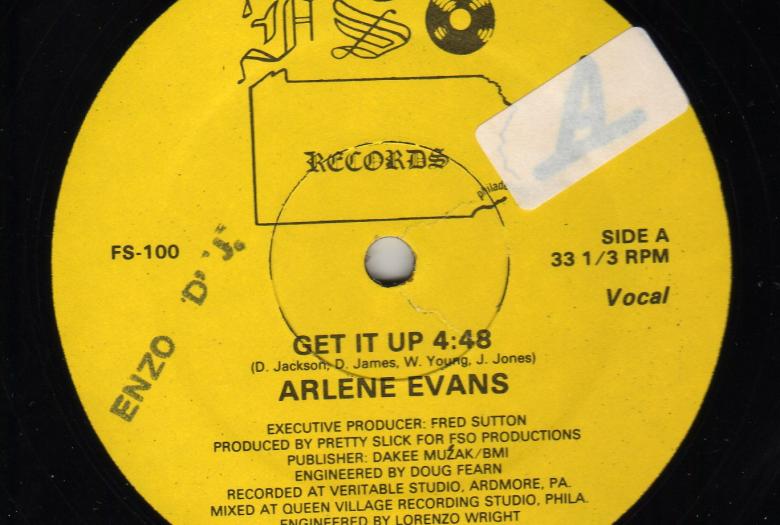 FSO
A
RECORDS
philade
FS-100
SIDE A
33 1/3 RPM
Vocal
ENZO 'D' J.
GET IT UP 4:48
(D. Jackson, D. James, W. Young, J. Jones)
ARLENE EVANS
EXECUTIVE PRODUCER: FRED SUTTON
PRODUCED BY PRETTY SLICK FOR FSO PRODUCTIONS
PUBLISHER: DAKEE MUZAK/BMI
ENGINEERED BY DOUG FEARN
RECORDED AT VERITABLE STUDIO, ARDMORE, PA.
MIXED AT QUEEN VILLAGE RECORDING STUDIO, PHILA.
ENGINEERED BY LORENZO WRIGHT